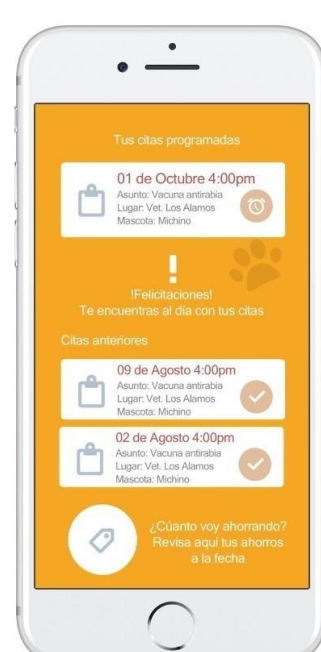 Tus citas programadas
01 de Octubre 4:00pm
Asunto: Vacuna antirabia
Lugar: Vet. Los Alamos
Mascota: Michino
!
!Felicitaciones!
Te encuentras al día con tus citas
Citas anteriores
09 de Agosto 4:00pm
Asunto: Vacuna antirabia
Lugar: Vet. Los Alamos
Mascota: Michino
02 de Agosto 4:00pm
Asunto: Vacuna antirabia
Lugar: Vet. Los Alamos
Mascota: Michino
¿Cúanto voy ahorrando?
Revisa aquí tus ahorros
a la fecha